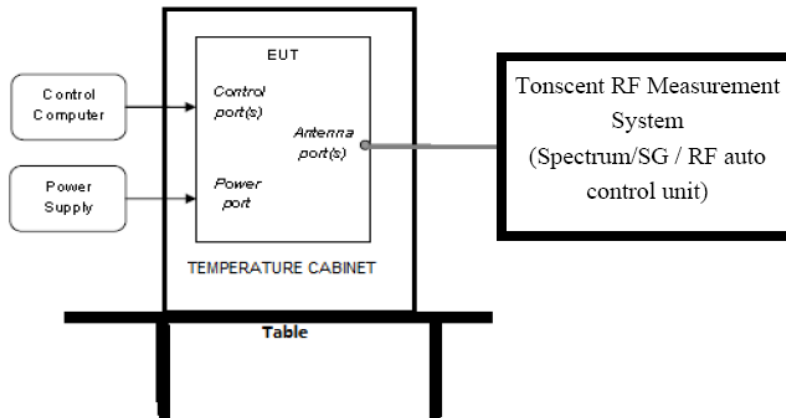 EUT
Control
Computer
Control
port(s)
Antenna
port(s)
Power
Supply
Power
port
TEMPERATURE CABINET
Table
Tonscent RF Measurement
System
(Spectrum/SG / RF auto
control unit)